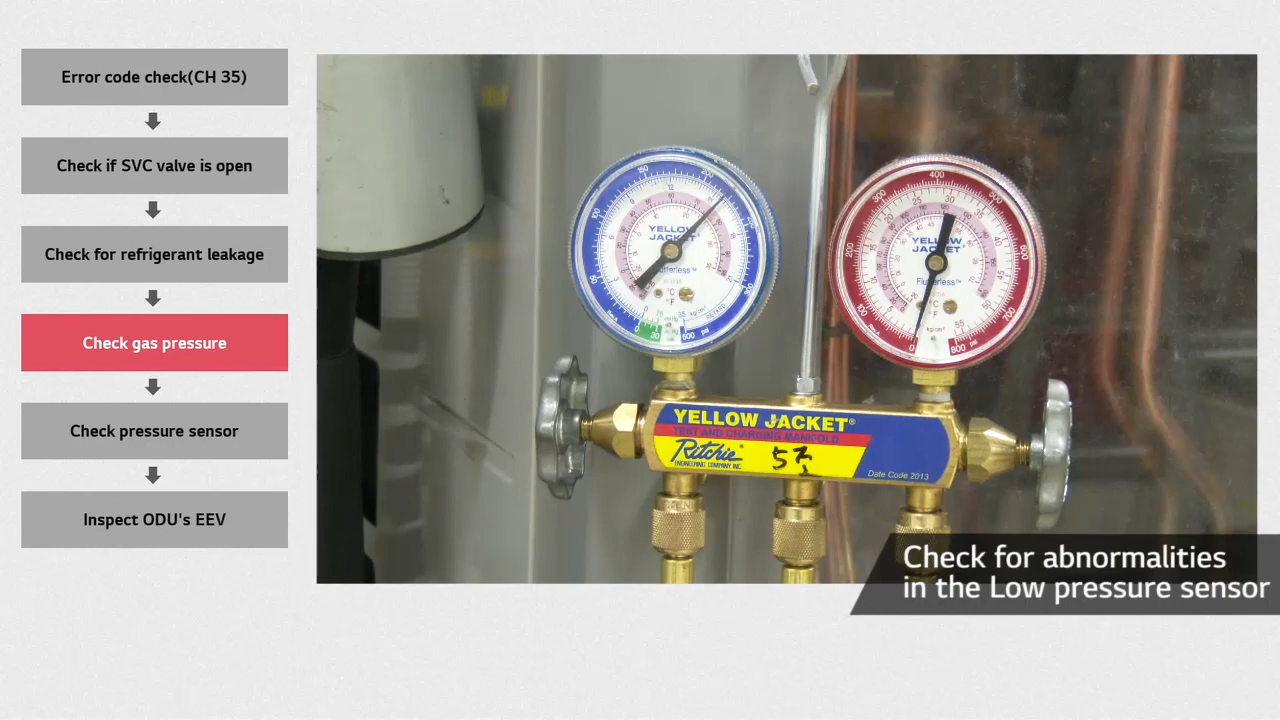 Error code check(CH 35)
Check if SVC valve is open
Check for refrigerant leakage
Check gas pressure
Check pressure sensor
Inspect ODU's EEV
YELLOW
JACKET
YELLOW
JACKET
YELLOW JACKET®
TEST AND CHARGING MANIFOLD
Ritchie
ENGINEERING COMPANY INC.
Date Code 2013
Check for abnormalities
in the Low pressure sensor